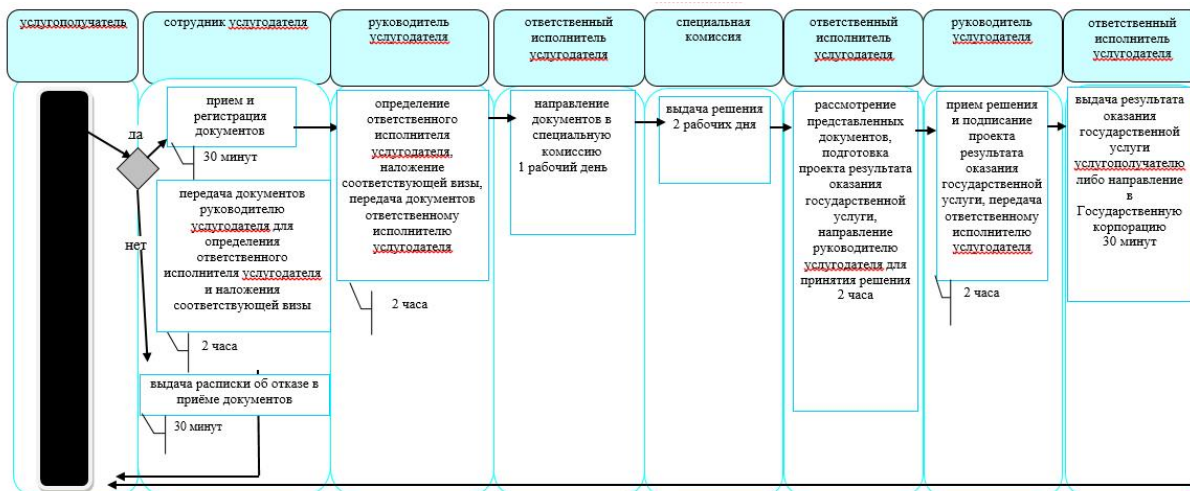 услугополучатель
сотрудник услугодателя
руководитель
услугодателя
ответственный
исполнитель
услугодателя
специальная
комиссия
ответственный
исполнитель
услугодателя
руководитель
услугодателя
ответственный
исполнитель
услугодателя
да
нет
прием и
регистрация
документов
30 минут
передача документов
руководителю
услугодателя для
определения
ответственного
исполнителя услугодателя
и наложения
соответствующей визы
2 часа
выдача расписки об отказе в
приёме документов
30 минут
определение
ответственного
исполнителя
услугодателя,
наложение
соответствующей визы,
передача документов
ответственному
исполнителю
услугодателя
2 часа
направление
документов в
специальную
комиссию
1 рабочий день
выдача решения
2 рабочих дня
рассмотрение
представленных
документов,
подготовка
проекта результата
оказания
государственной
услуги,
направление
руководителю
услугодателя для
принятия решения
2 часа
прием решения
и подписание
проекта
результата
оказания
государственной
услуги, передача
ответственному
исполнителю
услугодателя
2 часа
выдача результата
оказания
государственной
услуги
услугополучателю
либо направление
в
Государственную
корпорацию
30 минут